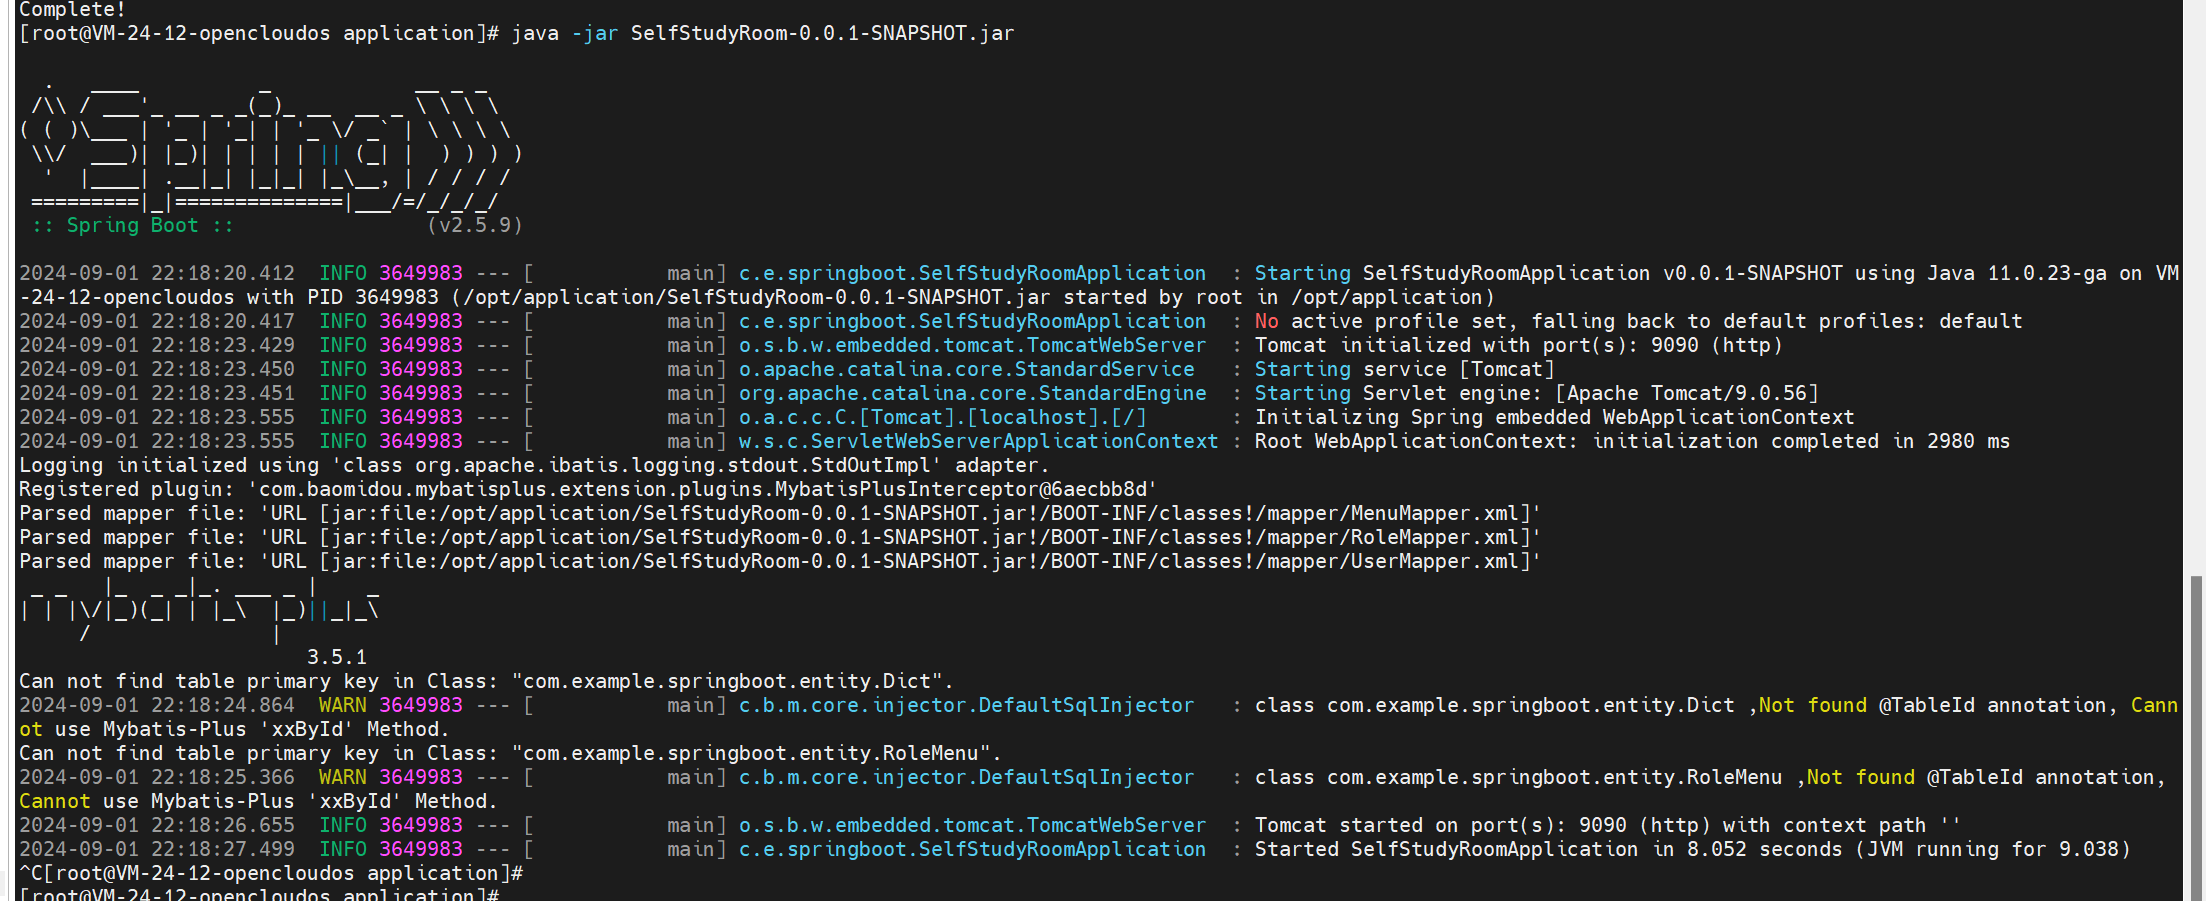 Complete!
[root@VM-24-12-opencloudos application]# java -jar SelfStudyRoom-0.0.1-SNAPSHOT.jar
  .   ____          _            __ _ _
 /\\ / ___'_ __ _ _(_)_ __  __ _ \ \ \ \
( ( )\___ | '_ | '_| | '_ \/ _` | \ \ \ \
 \\/  ___)| |_)| | | | | || (_| |  ) ) ) )
  '  |____| .__|_| |_|_| |_\__, | / / / /
 =========|_|==============|___/=/_/_/_/
 :: Spring Boot ::                (v2.5.9)
2024-09-01 22:18:20.412  INFO 3649983 --- [           main] c.e.springboot.SelfStudyRoomApplication  : Starting SelfStudyRoomApplication v0.0.1-SNAPSHOT using Java 11.0.23-ga on VM
-24-12-opencloudos with PID 3649983 (/opt/application/SelfStudyRoom-0.0.1-SNAPSHOT.jar started by root in /opt/application)
2024-09-01 22:18:20.417  INFO 3649983 --- [           main] c.e.springboot.SelfStudyRoomApplication  : No active profile set, falling back to default profiles: default
2024-09-01 22:18:23.429  INFO 3649983 --- [           main] o.s.b.w.embedded.tomcat.TomcatWebServer  : Tomcat initialized with port(s): 9090 (http)
2024-09-01 22:18:23.450  INFO 3649983 --- [           main] o.apache.catalina.core.StandardService   : Starting service [Tomcat]
2024-09-01 22:18:23.451  INFO 3649983 --- [           main] org.apache.catalina.core.StandardEngine  : Starting Servlet engine: [Apache Tomcat/9.0.56]
2024-09-01 22:18:23.555  INFO 3649983 --- [           main] o.a.c.c.C.[Tomcat].[localhost].[/]       : Initializing Spring embedded WebApplicationContext
2024-09-01 22:18:23.555  INFO 3649983 --- [           main] w.s.c.ServletWebServerApplicationContext : Root WebApplicationContext: initialization completed in 2980 ms
Logging initialized using 'class org.apache.ibatis.logging.stdout.StdOutImpl' adapter.
Registered plugin: 'com.baomidou.mybatisplus.extension.plugins.MybatisPlusInterceptor@6aecbb8d'
Parsed mapper file: 'URL [jar:file:/opt/application/SelfStudyRoom-0.0.1-SNAPSHOT.jar!/BOOT-INF/classes!/mapper/MenuMapper.xml]'
Parsed mapper file: 'URL [jar:file:/opt/application/SelfStudyRoom-0.0.1-SNAPSHOT.jar!/BOOT-INF/classes!/mapper/RoleMapper.xml]'
Parsed mapper file: 'URL [jar:file:/opt/application/SelfStudyRoom-0.0.1-SNAPSHOT.jar!/BOOT-INF/classes!/mapper/UserMapper.xml]'
 _ _   |_  _ _|_. ___ _ |    _
| | |\/|_)(_| | |_\  |_)||_|_\
     /               |
                        3.5.1
Can not find table primary key in Class: "com.example.springboot.entity.Dict".
2024-09-01 22:18:24.864  WARN 3649983 --- [           main] c.b.m.core.injector.DefaultSqlInjector   : class com.example.springboot.entity.Dict ,Not found @TableId annotation, Cann
ot use Mybatis-Plus 'xxById' Method.
Can not find table primary key in Class: "com.example.springboot.entity.RoleMenu".
2024-09-01 22:18:25.366  WARN 3649983 --- [           main] c.b.m.core.injector.DefaultSqlInjector   : class com.example.springboot.entity.RoleMenu ,Not found @TableId annotation,
Cannot use Mybatis-Plus 'xxById' Method.
2024-09-01 22:18:26.655  INFO 3649983 --- [           main] o.s.b.w.embedded.tomcat.TomcatWebServer  : Tomcat started on port(s): 9090 (http) with context path ''
2024-09-01 22:18:27.499  INFO 3649983 --- [           main] c.e.springboot.SelfStudyRoomApplication  : Started SelfStudyRoomApplication in 8.052 seconds (JVM running for 9.038)
^C[root@VM-24-12-opencloudos application]#
[root@VM-24-12-opencloudos application]#